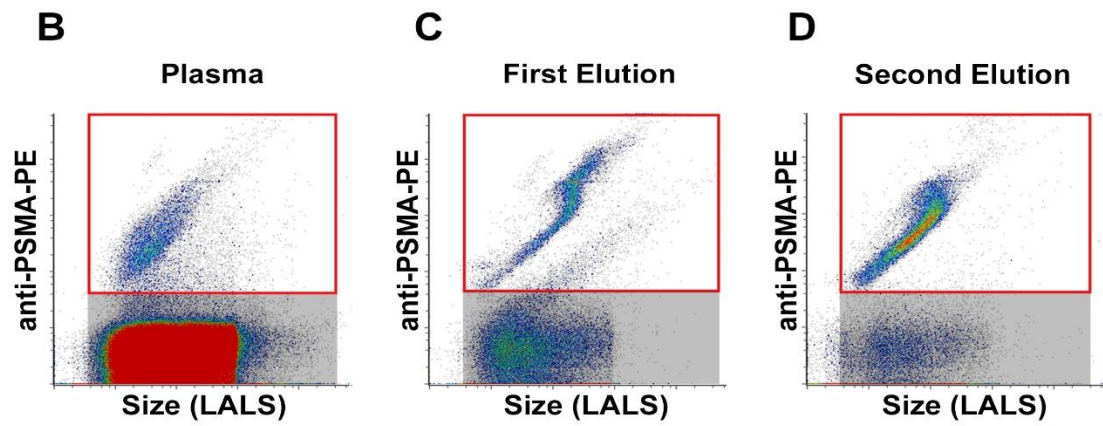 B
Plasma
anti-PSMA-PE
Size (LALS)
C
First Elution
anti-PSMA-PE
Size (LALS)
D
Second Elution
anti-PSMA-PE
Size (LALS)